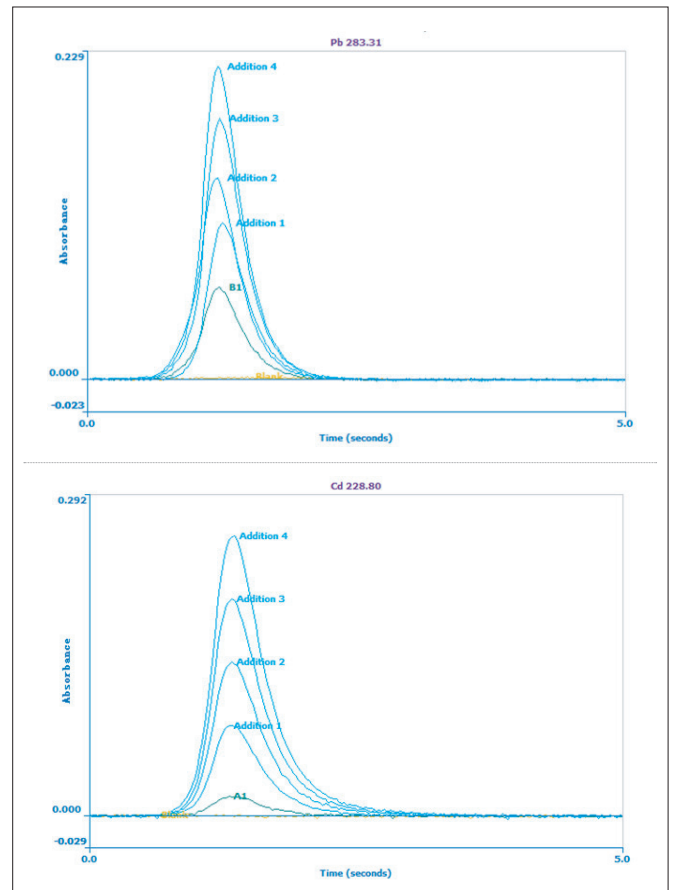 Pb 283.31
0.229
Addition 4
Addition 3
Addition 2
Addition 1
B1
Absorbance
0.000
Blank
-0.023
0.0
5.0
Time (seconds)
Cd 228.80
0.292
Addition 4
Addition 3
Addition 2
Addition 1
A1
Absorbance
0.000
-0.029
0.0
5.0
Time (seconds)